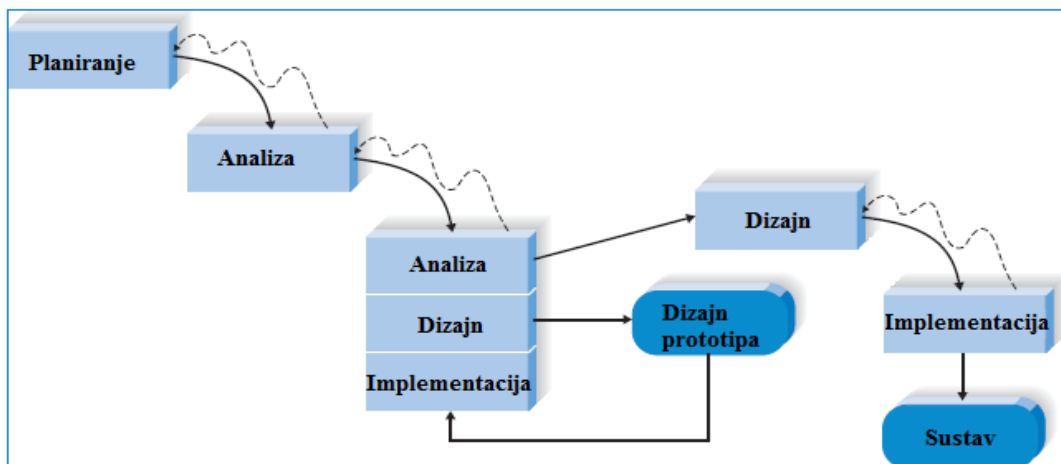 Planiranje
Analiza
Analiza
Dizajn
Implementacija
Dizajn
prototipa
Dizajn
Implementacija
Sustav